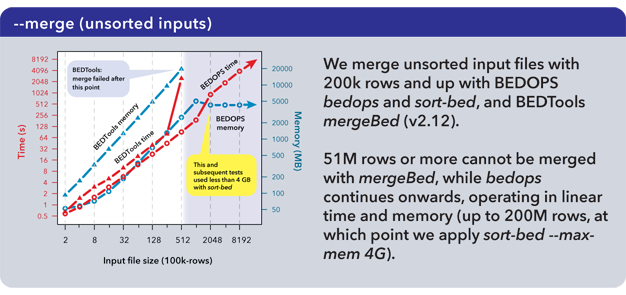 --merge (unsorted inputs)
8192
4096
2048
1024
512
256
128
64
32
16
8
4
2
1
0.5
Time (s)
BEDTools:
merge failed after
this point
BEDTools memory
BEDTools time
BEDOPS time
BEDOPS
memory
This and
subsequent tests
used less than 4 GB
with sort-bed
20000
10000
5000
2000
1000
500
200
100
50
Memory (MB)
2 8 32 128 512 2048 8192
Input file size (100k-rows)
We merge unsorted input files with
200k rows and up with BEDOPS
bedops and sort-bed, and BEDTools
mergeBed (v2.12).
51M rows or more cannot be merged
with mergeBed, while bedops
continues onwards, operating in linear
time and memory (up to 200M rows, at
which point we apply sort-bed --max-
mem 4G).